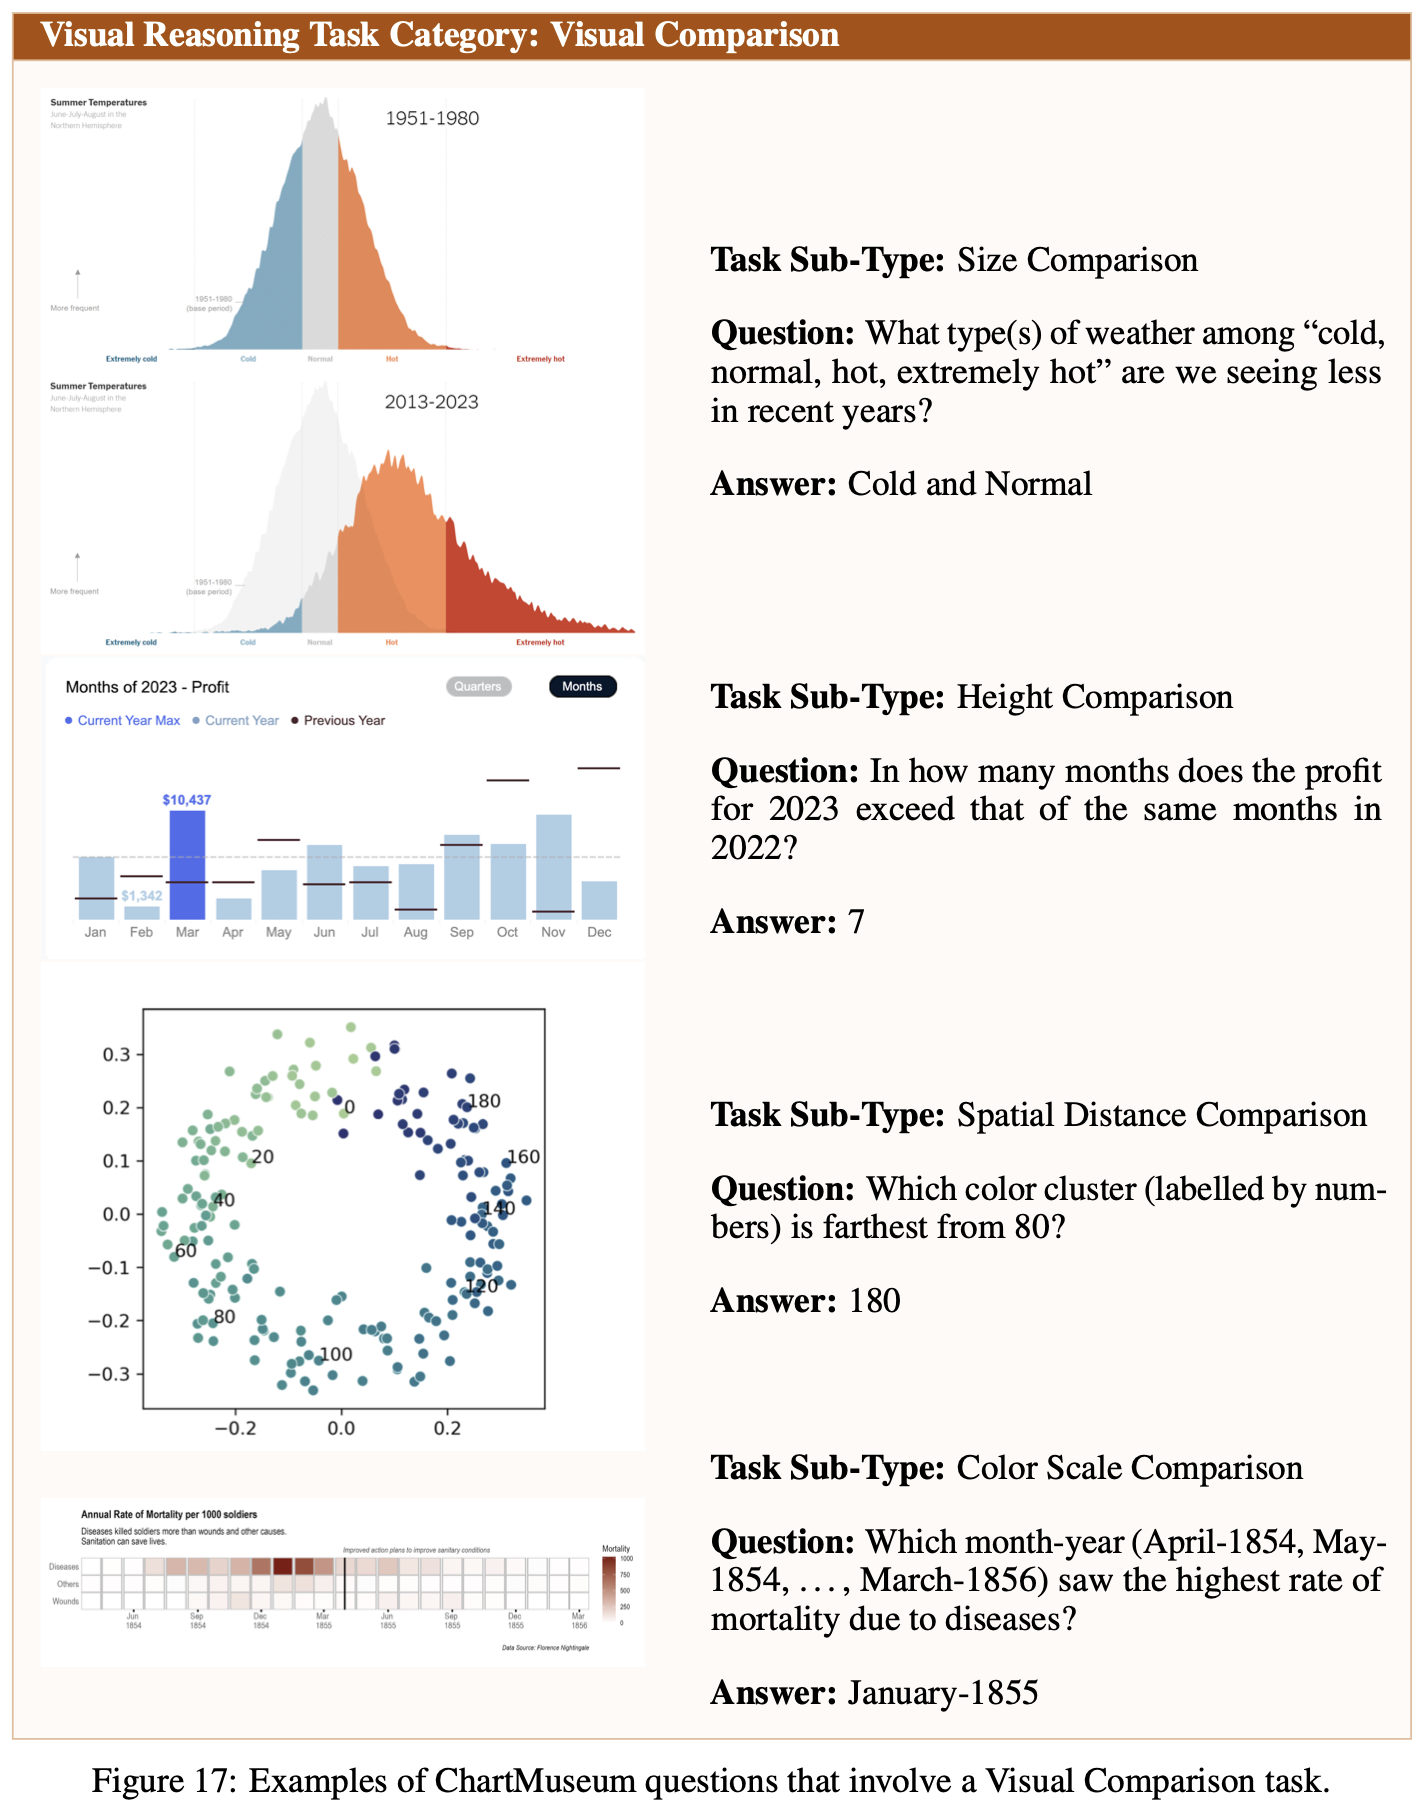 Visual Reasoning Task Category: Visual Comparison
Summer Temperatures
June-July-August in the
Northern Hemisphere
1951-1980
1951-1980
(base period)
More frequent
Extremely cold
Cold
Normal
Hot
Extremely hot
Summer Temperatures
June-July-August in the
Northern Hemisphere
2013-2023
1951-1980
(base period)
More frequent
Extremely cold
Cold
Normal
Hot
Extremely hot
Task Sub-Type: Size Comparison
Question: What type(s) of weather among “cold,
normal, hot, extremely hot” are we seeing less
in recent years?
Answer: Cold and Normal
Months of 2023 - Profit
Quarters
Months
Current Year Max
Current Year
Previous Year
$10,437
$1,342
Jan
Feb
Mar
Apr
May
Jun
Jul
Aug
Sep
Oct
Nov
Dec
Task Sub-Type: Height Comparison
Question: In how many months does the profit
for 2023 exceed that of the same months in
2022?
Answer: 7
0.3
0.2
0.1
0.0
−0.1
−0.2
−0.3
−0.2
0.0
0.2
0
20
40
60
80
100
120
140
160
180
Task Sub-Type: Spatial Distance Comparison
Question: Which color cluster (labelled by num-
bers) is farthest from 80?
Answer: 180
Annual Rate of Mortality per 1000 soldiers
Diseases killed soldiers more than wounds and other causes.
Sanitation can save lives.
Improved action plans to improve sanitary conditions
Diseases
Others
Wounds
Jun
1854
Sep
1854
Dec
1854
Mar
1855
Jun
1855
Sep
1855
Dec
1855
Mar
1856
Mortality
1000
750
500
250
0
Data Source: Florence Nightingale
Task Sub-Type: Color Scale Comparison
Question: Which month-year (April-1854, May-
1854, . . . , March-1856) saw the highest rate of
mortality due to diseases?
Answer: January-1855
Figure 17: Examples of ChartMuseum questions that involve a Visual Comparison task.